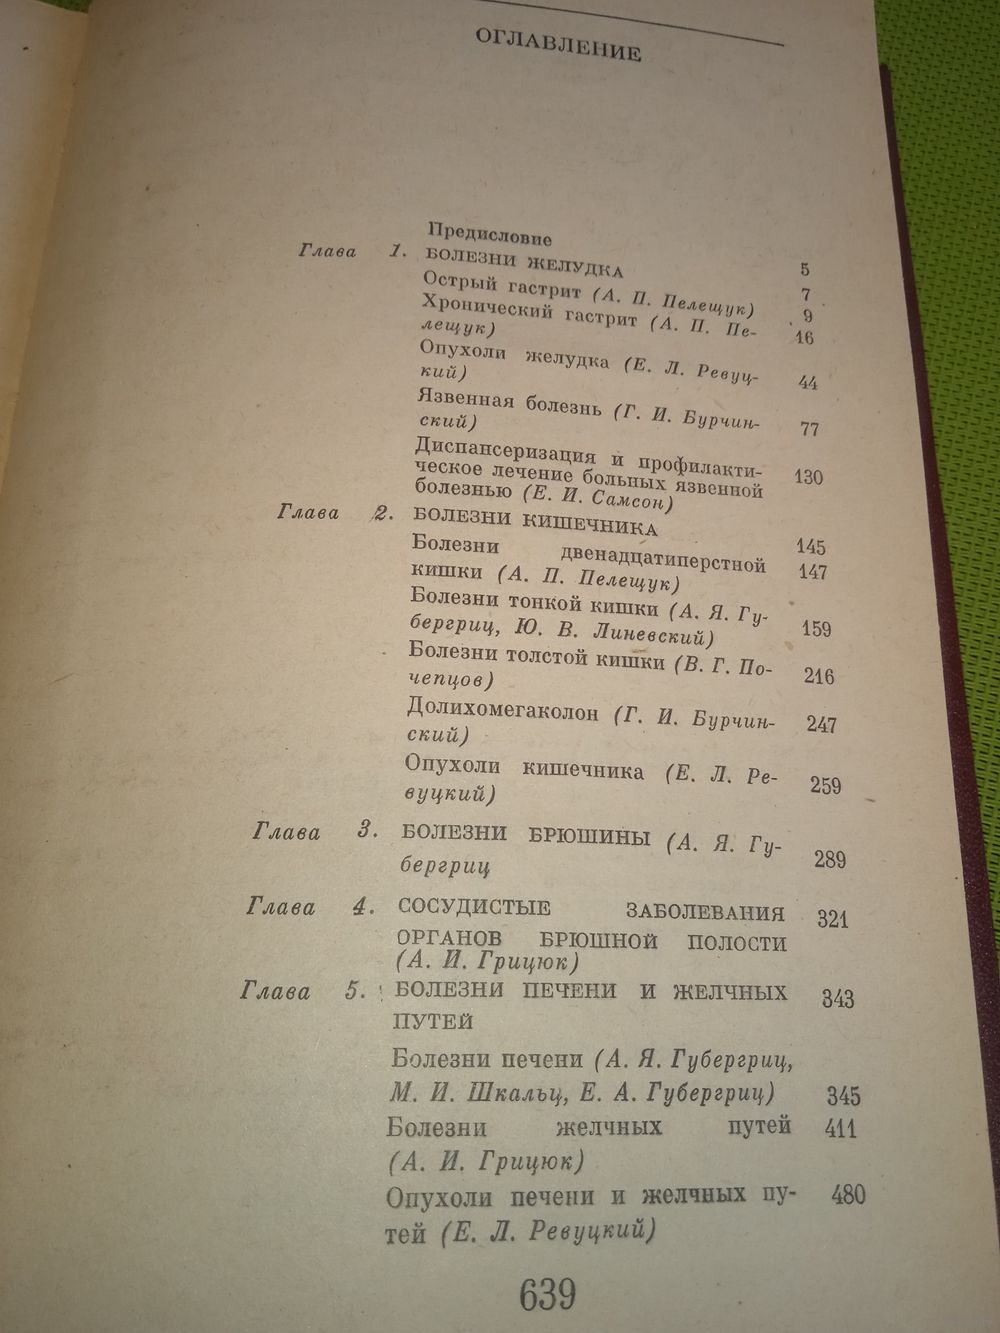 ОГЛАВЛЕНИЕ
Предисловие 5
Глава 1. БОЛЕЗНИ ЖЕЛУДКА 7
Острый гастрит (А. П. Пелещук) 9
Хронический гастрит (А. П. Пе- 16
лещук)
Опухоли желудка (Е. Л. Ревуц- 44
кий)
Язвенная болезнь (Г. И. Бурчин- 77
ский)
Диспансеризация и профилакти- 130
ческое лечение больных язвенной
болезнью (Е. И. Самсон)
Глава 2. БОЛЕЗНИ КИШЕЧНИКА 145
Болезни двенадцатиперстной 147
кишки (А. П. Пелещук)
Болезни тонкой кишки (А. Я. Гу- 159
бергриц, Ю. В. Линевский)
Болезни толстой кишки (В. Г. По- 216
чепцов)
Долихомегаколон (Г. И. Бурчин- 247
ский)
Опухоли кишечника (Е. Л. Ре- 259
вуцкий)
Глава 3. БОЛЕЗНИ БРЮШИНЫ (А. Я. Гу- 289
бергриц
Глава 4. СОСУДИСТЫЕ ЗАБОЛЕВАНИЯ 321
ОРГАНОВ БРЮШНОЙ ПОЛОСТИ
(А. И. Грицюк)
Глава 5. БОЛЕЗНИ ПЕЧЕНИ И ЖЕЛЧНЫХ 343
ПУТЕЙ
Болезни печени (А. Я. Губергриц,
М. И. Шкальц, Е. А. Губергриц) 345
Болезни желчных путей 411
(А. И. Грицюк)
Опухоли печени и желчных пу- 480
тей (Е. Л. Ревуцкий)
639